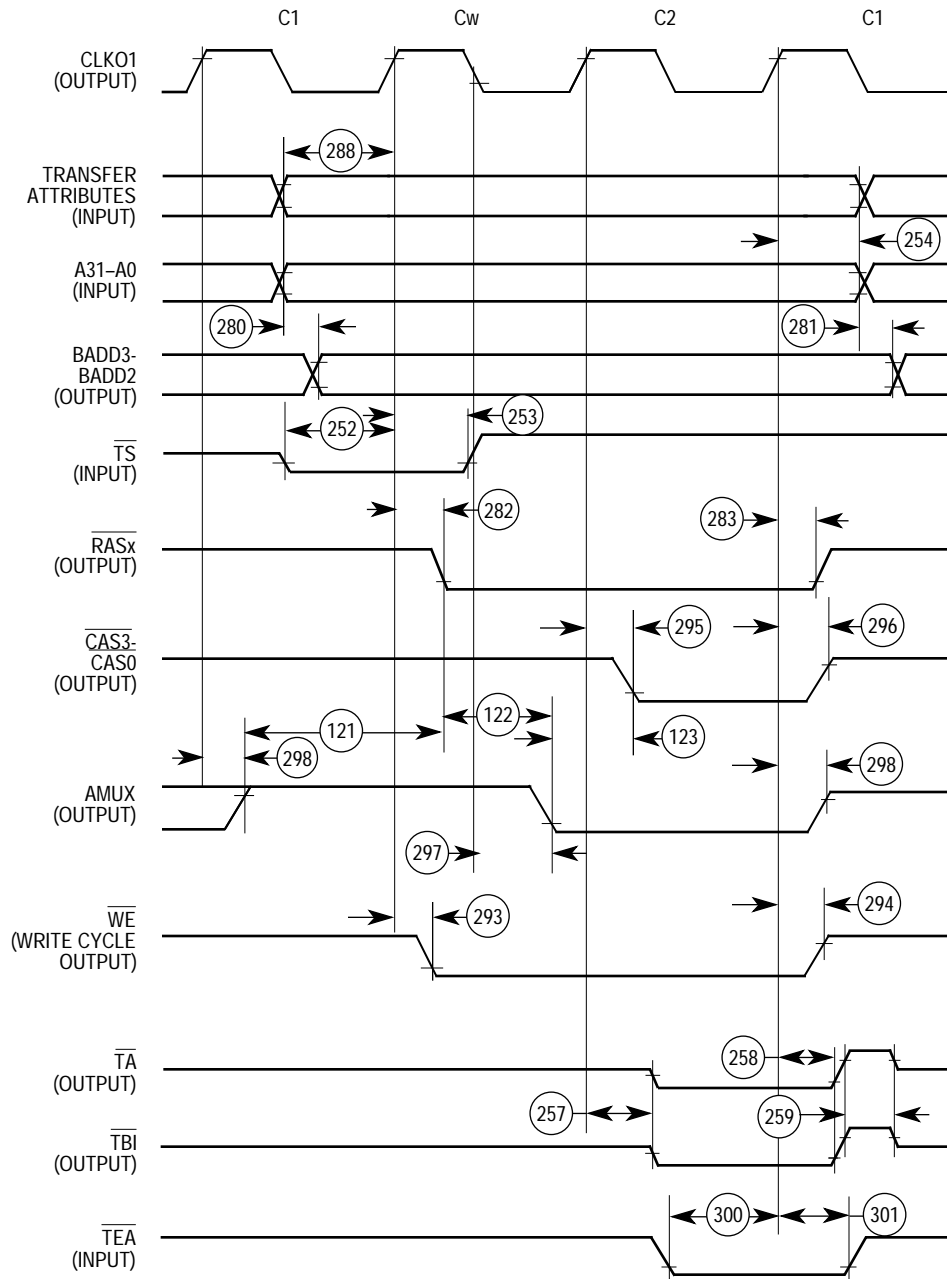 C1 Cw C2 C1
CLKO1
(OUTPUT)
288
TRANSFER
ATTRIBUTES
(INPUT)
254
A31–A0
(INPUT)
280 281
BADD3-
BADD2
(OUTPUT)
252 253
TS
(INPUT)
282 283
RASx
(OUTPUT)
295 296
CAS3-
CAS0
(OUTPUT)
122
121 123
298 298
AMUX
(OUTPUT)
297
293 294
WE
(WRITE CYCLE
OUTPUT)
258
TA
(OUTPUT)
257 259
TBI
(OUTPUT)
300 301
TEA
(INPUT)